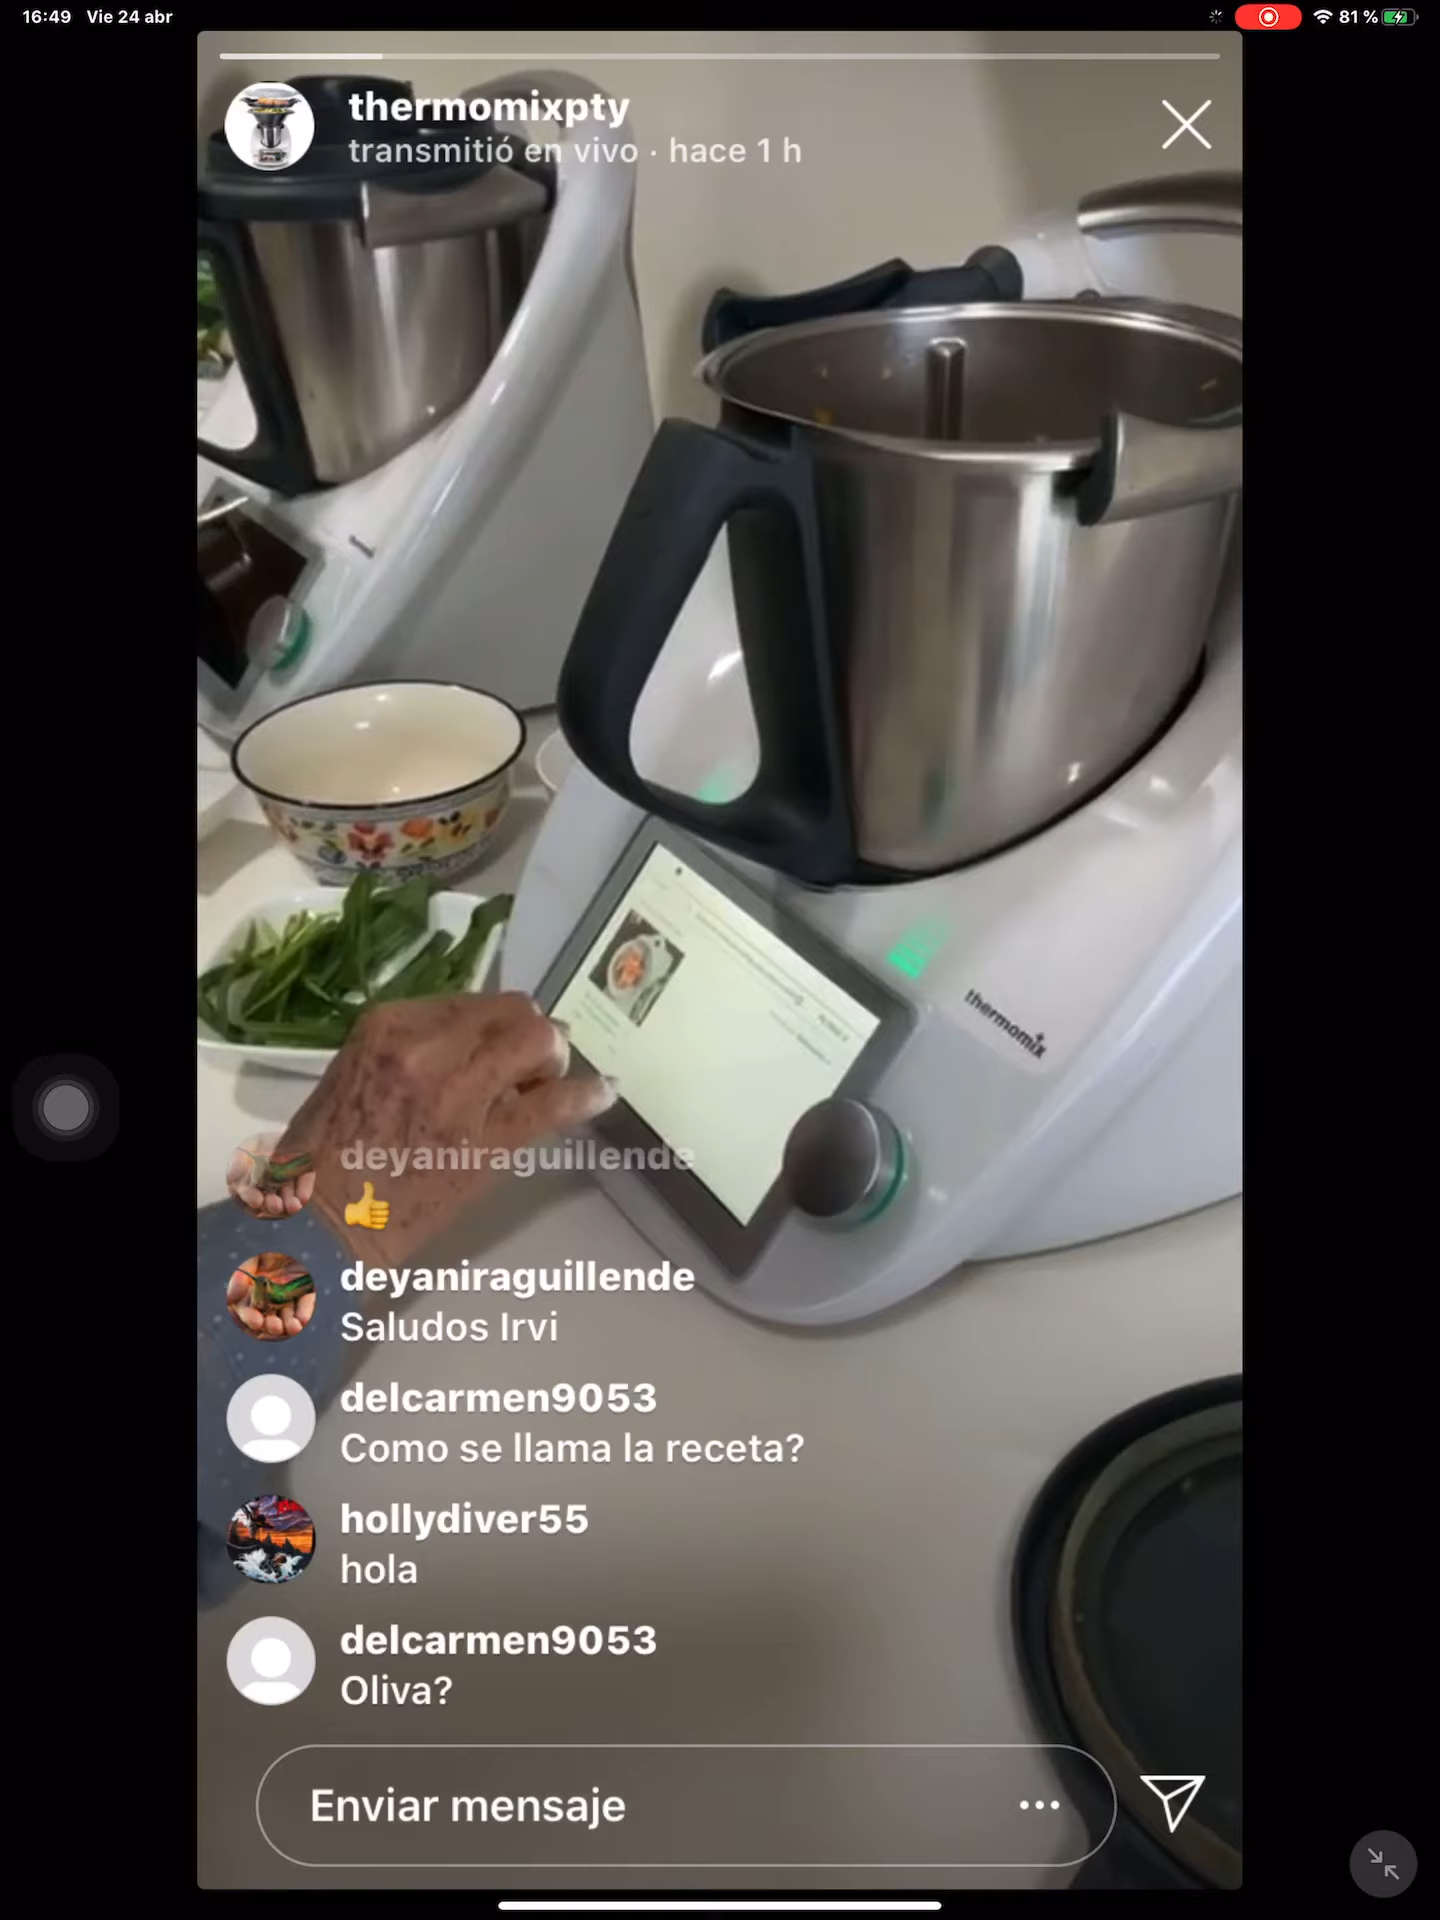 16:49 Vie 24 abr
81 %
thermomixpty
transmitió en vivo · hace 1 h
thermomix
deyaniraguillende
👍
deyaniraguillende
Saludos Irvi
delcarmen9053
Como se llama la receta?
hollydiver55
hola
delcarmen9053
Oliva?
Enviar mensaje